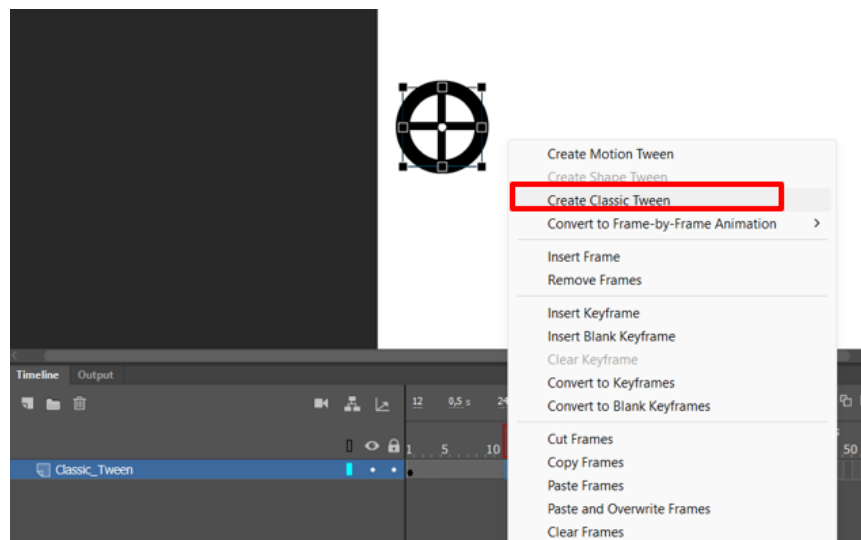 Create Motion Tween
Create Shape Tween
Create Classic Tween
Convert to Frame-by-Frame Animation
Insert Frame
Remove Frames
Insert Keyframe
Insert Blank Keyframe
Clear Keyframe
Convert to Keyframes
Convert to Blank Keyframes
Cut Frames
Copy Frames
Paste Frames
Paste and Overwrite Frames
Clear Frames
Timeline Output
12 0,5 s
1 5 10 50
Classic_Tween